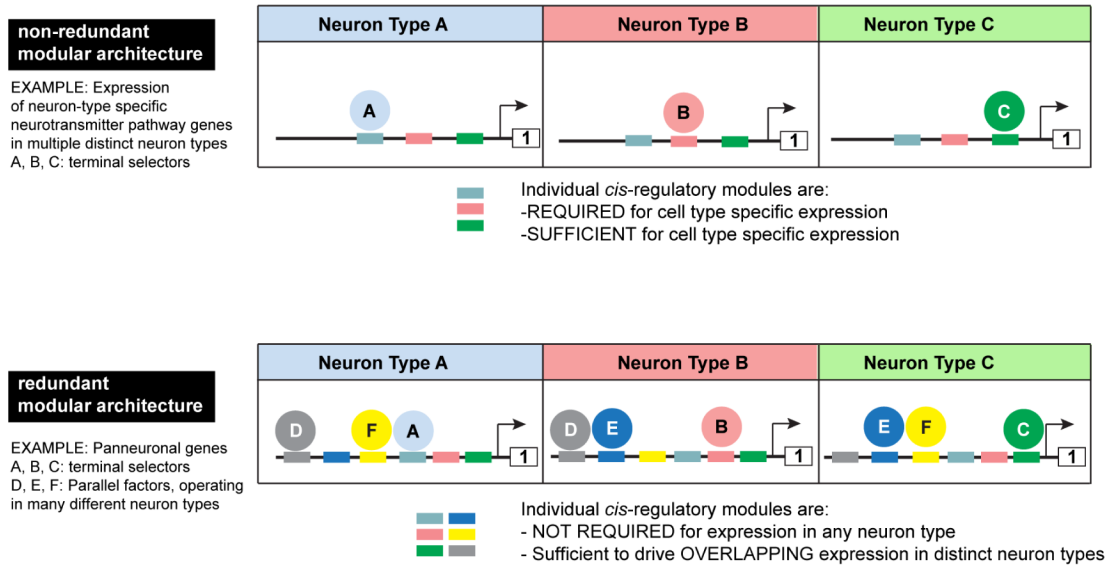 non-redundant
modular architecture
EXAMPLE: Expression
of neuron-type specific
neurotransmitter pathway genes
in multiple distinct neuron types
A, B, C: terminal selectors
Neuron Type A
Neuron Type B
Neuron Type C
A
B
C
1
1
1
Individual cis-regulatory modules are:
-REQUIRED for cell type specific expression
-SUFFICIENT for cell type specific expression
redundant
modular architecture
EXAMPLE: Panneuronal genes
A, B, C: terminal selectors
D, E, F: Parallel factors, operating
in many different neuron types
Neuron Type A
Neuron Type B
Neuron Type C
D
F
A
D
E
B
E
F
C
1
1
1
Individual cis-regulatory modules are:
- NOT REQUIRED for expression in any neuron type
- Sufficient to drive OVERLAPPING expression in distinct neuron types